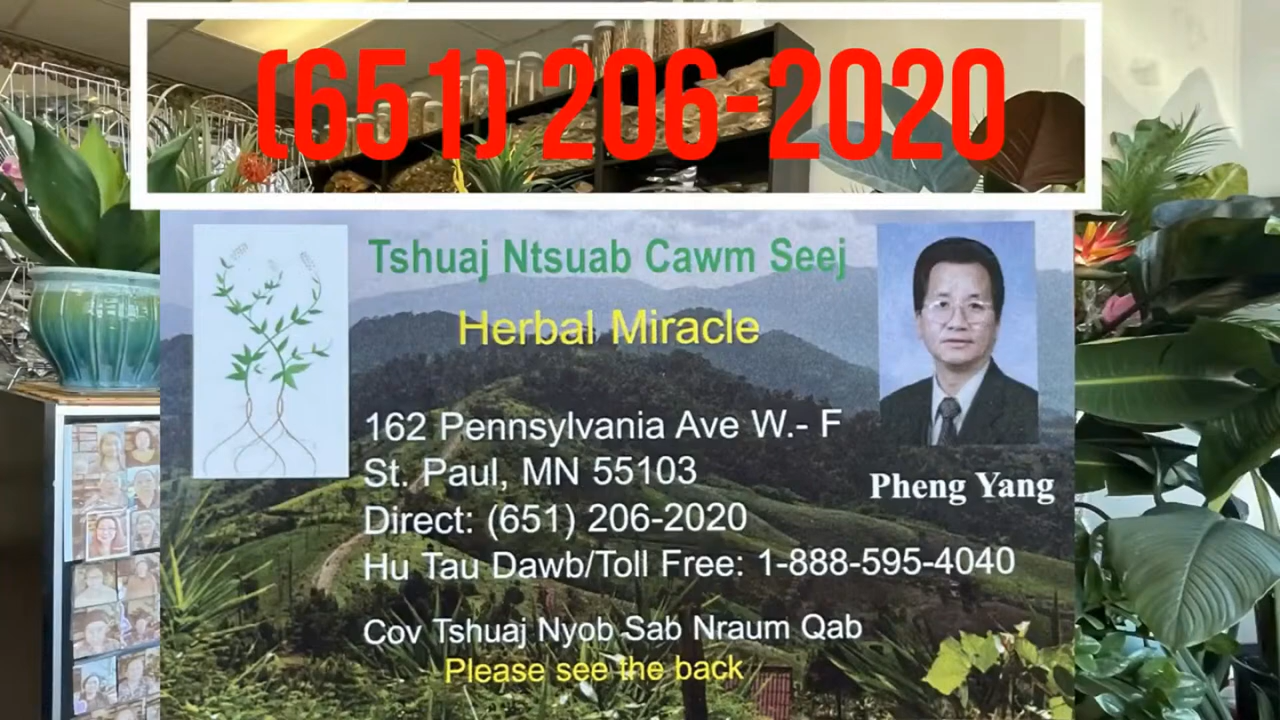 (651) 206-2020
Tshuaj Ntsuab Cawm Seej
Herbal Miracle
162 Pennsylvania Ave W.- F
St. Paul, MN 55103
Direct: (651) 206-2020
Hu Tau Dawb/Toll Free: 1-888-595-4040
Pheng Yang
Cov Tshuaj Nyob Sab Nraum Qab
Please see the back